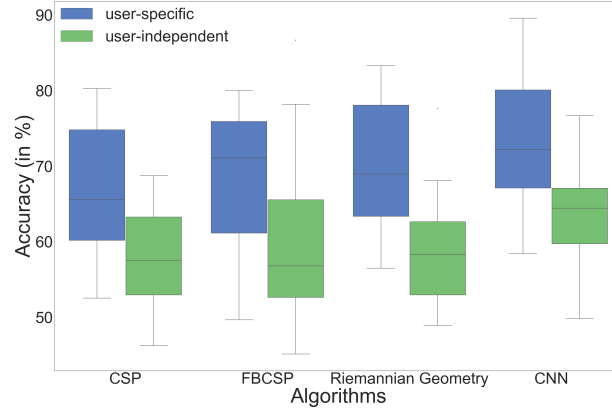 user-specific
user-independent
Accuracy (in %)
90
80
70
60
50
CSP
FBCSP
Riemannian Geometry
CNN
Algorithms